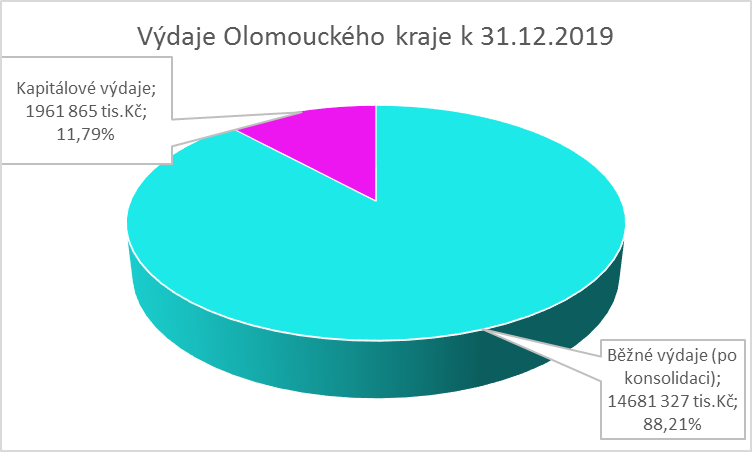 Výdaje Olomouckého kraje k 31.12.2019
Kapitálové výdaje;
1961 865 tis.Kč;
11,79%
Běžné výdaje (po
konsolidaci);
14681 327 tis.Kč;
88,21%